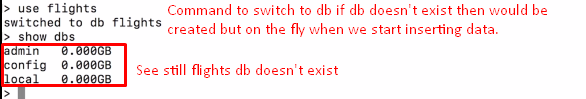 > use flights
switched to db flights
> show dbs
admin   0.000GB
config  0.000GB
local   0.000GB
>
Command to switch to db if db doesn't exist then would be
created but on the fly when we start inserting data.
See still flights db doesn't exist